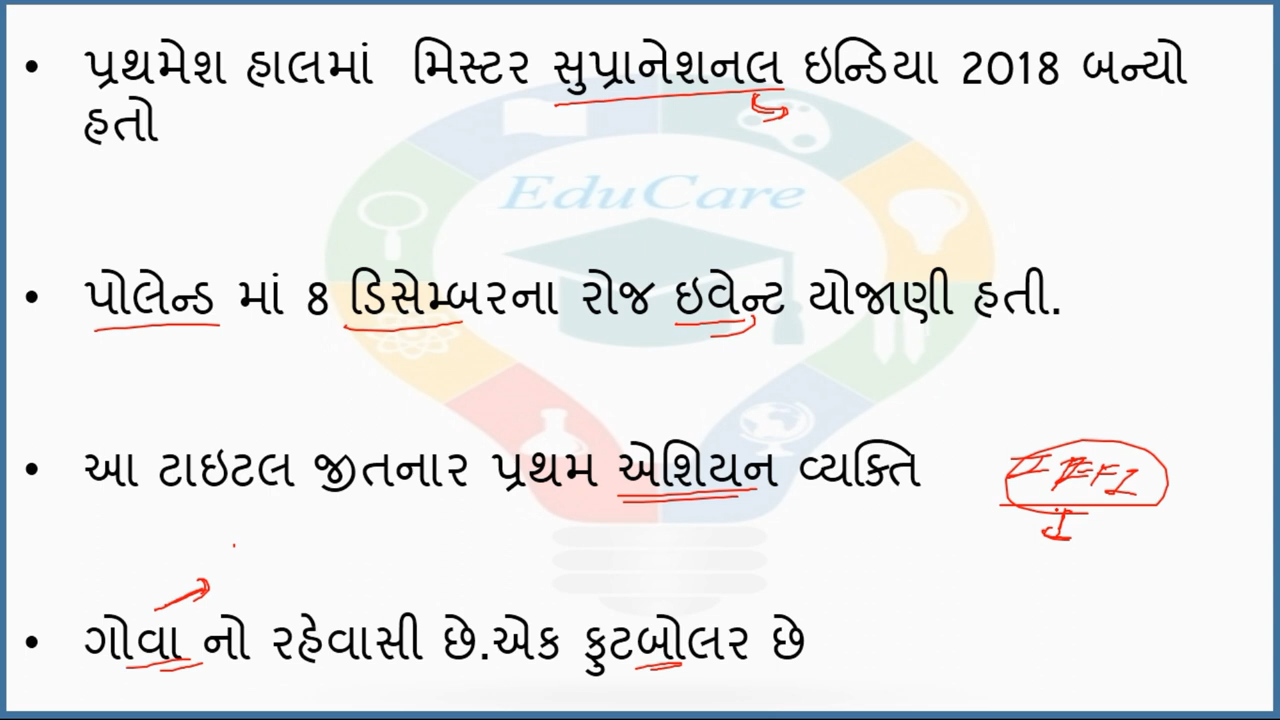 • પ્રથમેશ હાલમાં મિસ્ટર સુપ્રાનેશનલ ઇન્ડિયા 2018 બન્યો
હતો
EduCare
• પોલેન્ડ માં 8 ડિસેમ્બરના રોજ ઇવેન્ટ યોજાણી હતી.
• આ ટાઇટલ જીતનાર પ્રથમ એશિયન વ્યક્તિ
• ગોવા નો રહેવાસી છે.એક ફુટબોલર છે